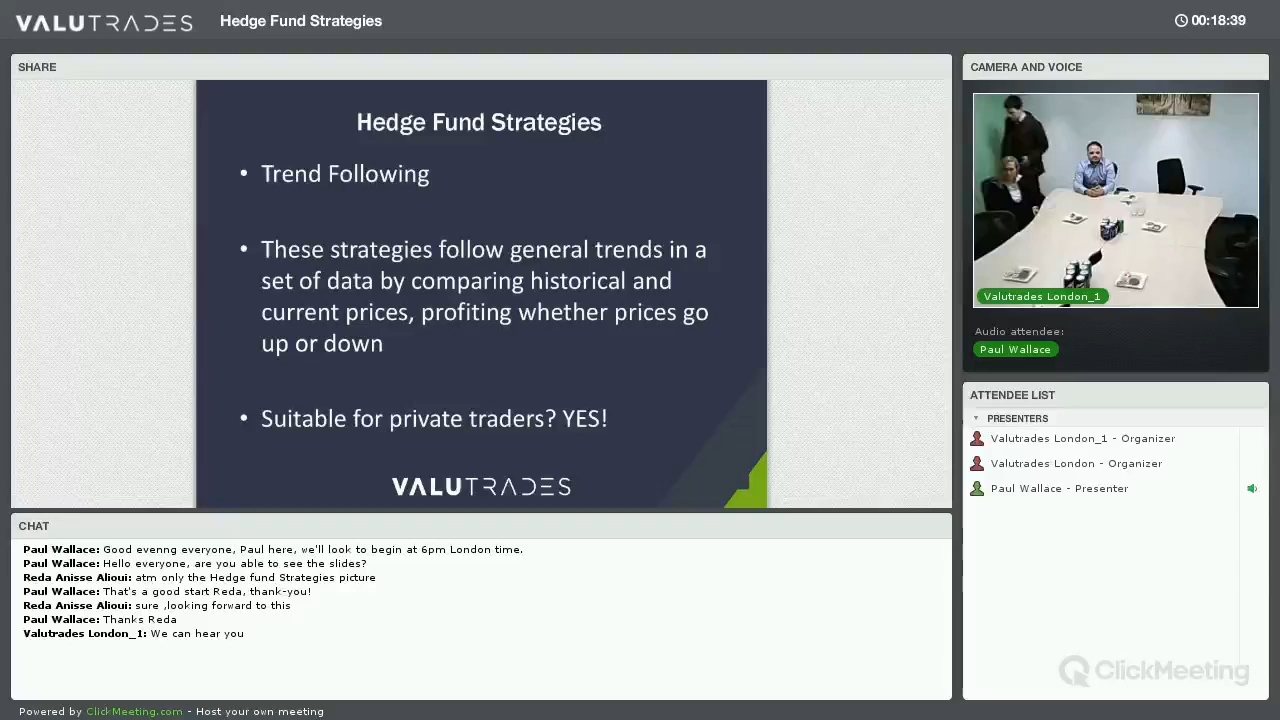 VALUTRADES
Hedge Fund Strategies
00:18:39
SHARE
Hedge Fund Strategies
• Trend Following
• These strategies follow general trends in a
set of data by comparing historical and
current prices, profiting whether prices go
up or down
• Suitable for private traders? YES!
VALUTRADES
CAMERA AND VOICE
Valutrades London_1
Audio attendee:
Paul Wallace
ATTENDEE LIST
PRESENTERS
Valutrades London_1 - Organizer
Valutrades London - Organizer
Paul Wallace - Presenter
ClickMeeting
CHAT
Paul Wallace: Good evenng everyone, Paul here, we'll look to begin at 6pm London time.
Paul Wallace: Hello everyone, are you able to see the slides?
Reda Anisse Alioui: atm only the Hedge fund Strategies picture
Paul Wallace: That's a good start Reda, thank-you!
Reda Anisse Alioui: sure ,looking forward to this
Paul Wallace: Thanks Reda
Valutrades London_1: We can hear you
Powered by ClickMeeting.com - Host your own meeting